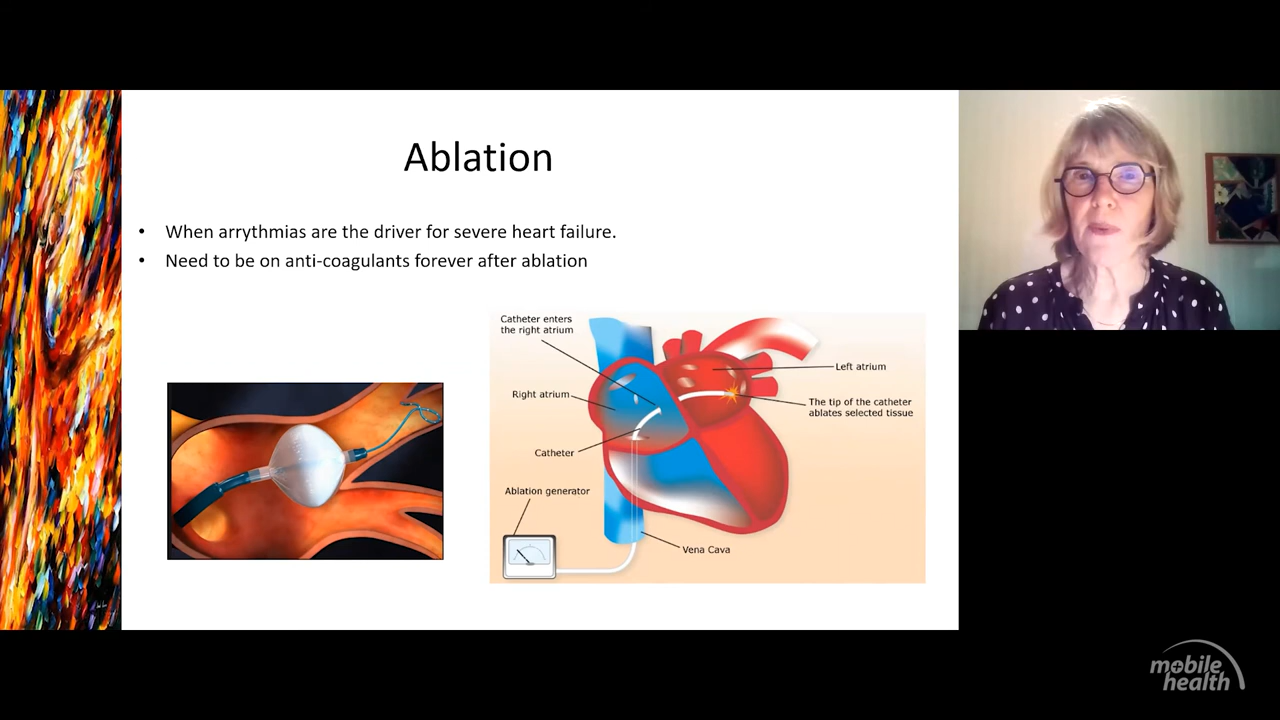 Ablation
• When arrythmias are the driver for severe heart failure.
• Need to be on anti-coagulants forever after ablation
Catheter enters
the right atrium
Left atrium
Right atrium
The tip of the catheter
ablates selected tissue
Catheter
Ablation generator
Vena Cava
mobile
health